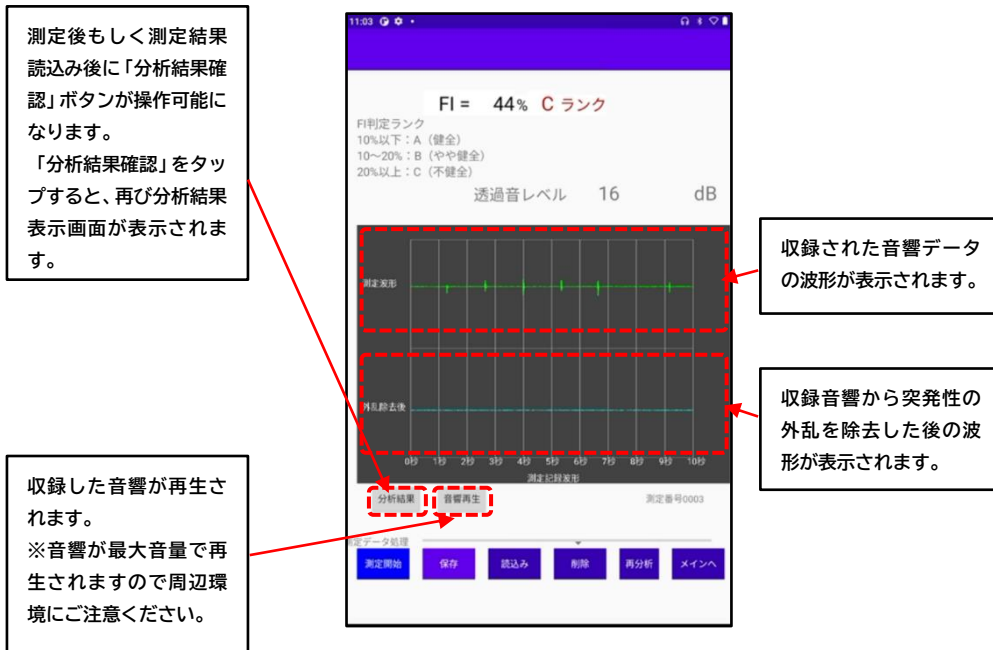 測定後もしく測定結果
読込み後に「分析結果確
認」ボタンが操作可能に
なります。
「分析結果確認」をタッ
プすると、再び分析結果
表示画面が表示されま
す。
収録した音響が再生さ
れます。
※音響が最大音量で再
生されますので周辺環
境にご注意ください。
11:03
FI = 44% C ランク
FI判定ランク
10%以下：A（健全）
10～20%：B（やや健全）
20%以上：C（不健全）
透過音レベル 16 dB
測定波形
外乱除去後
0秒 1秒 2秒 3秒 4秒 5秒 6秒 7秒 8秒 9秒 10秒
測定記録波形
分析結果 音響再生 測定番号0003
定データ処理
測定開始 保存 読込み 削除 再分析 メインへ
収録された音響データ
の波形が表示されます。
収録音響から突発性の
外乱を除去した後の波
形が表示されます。